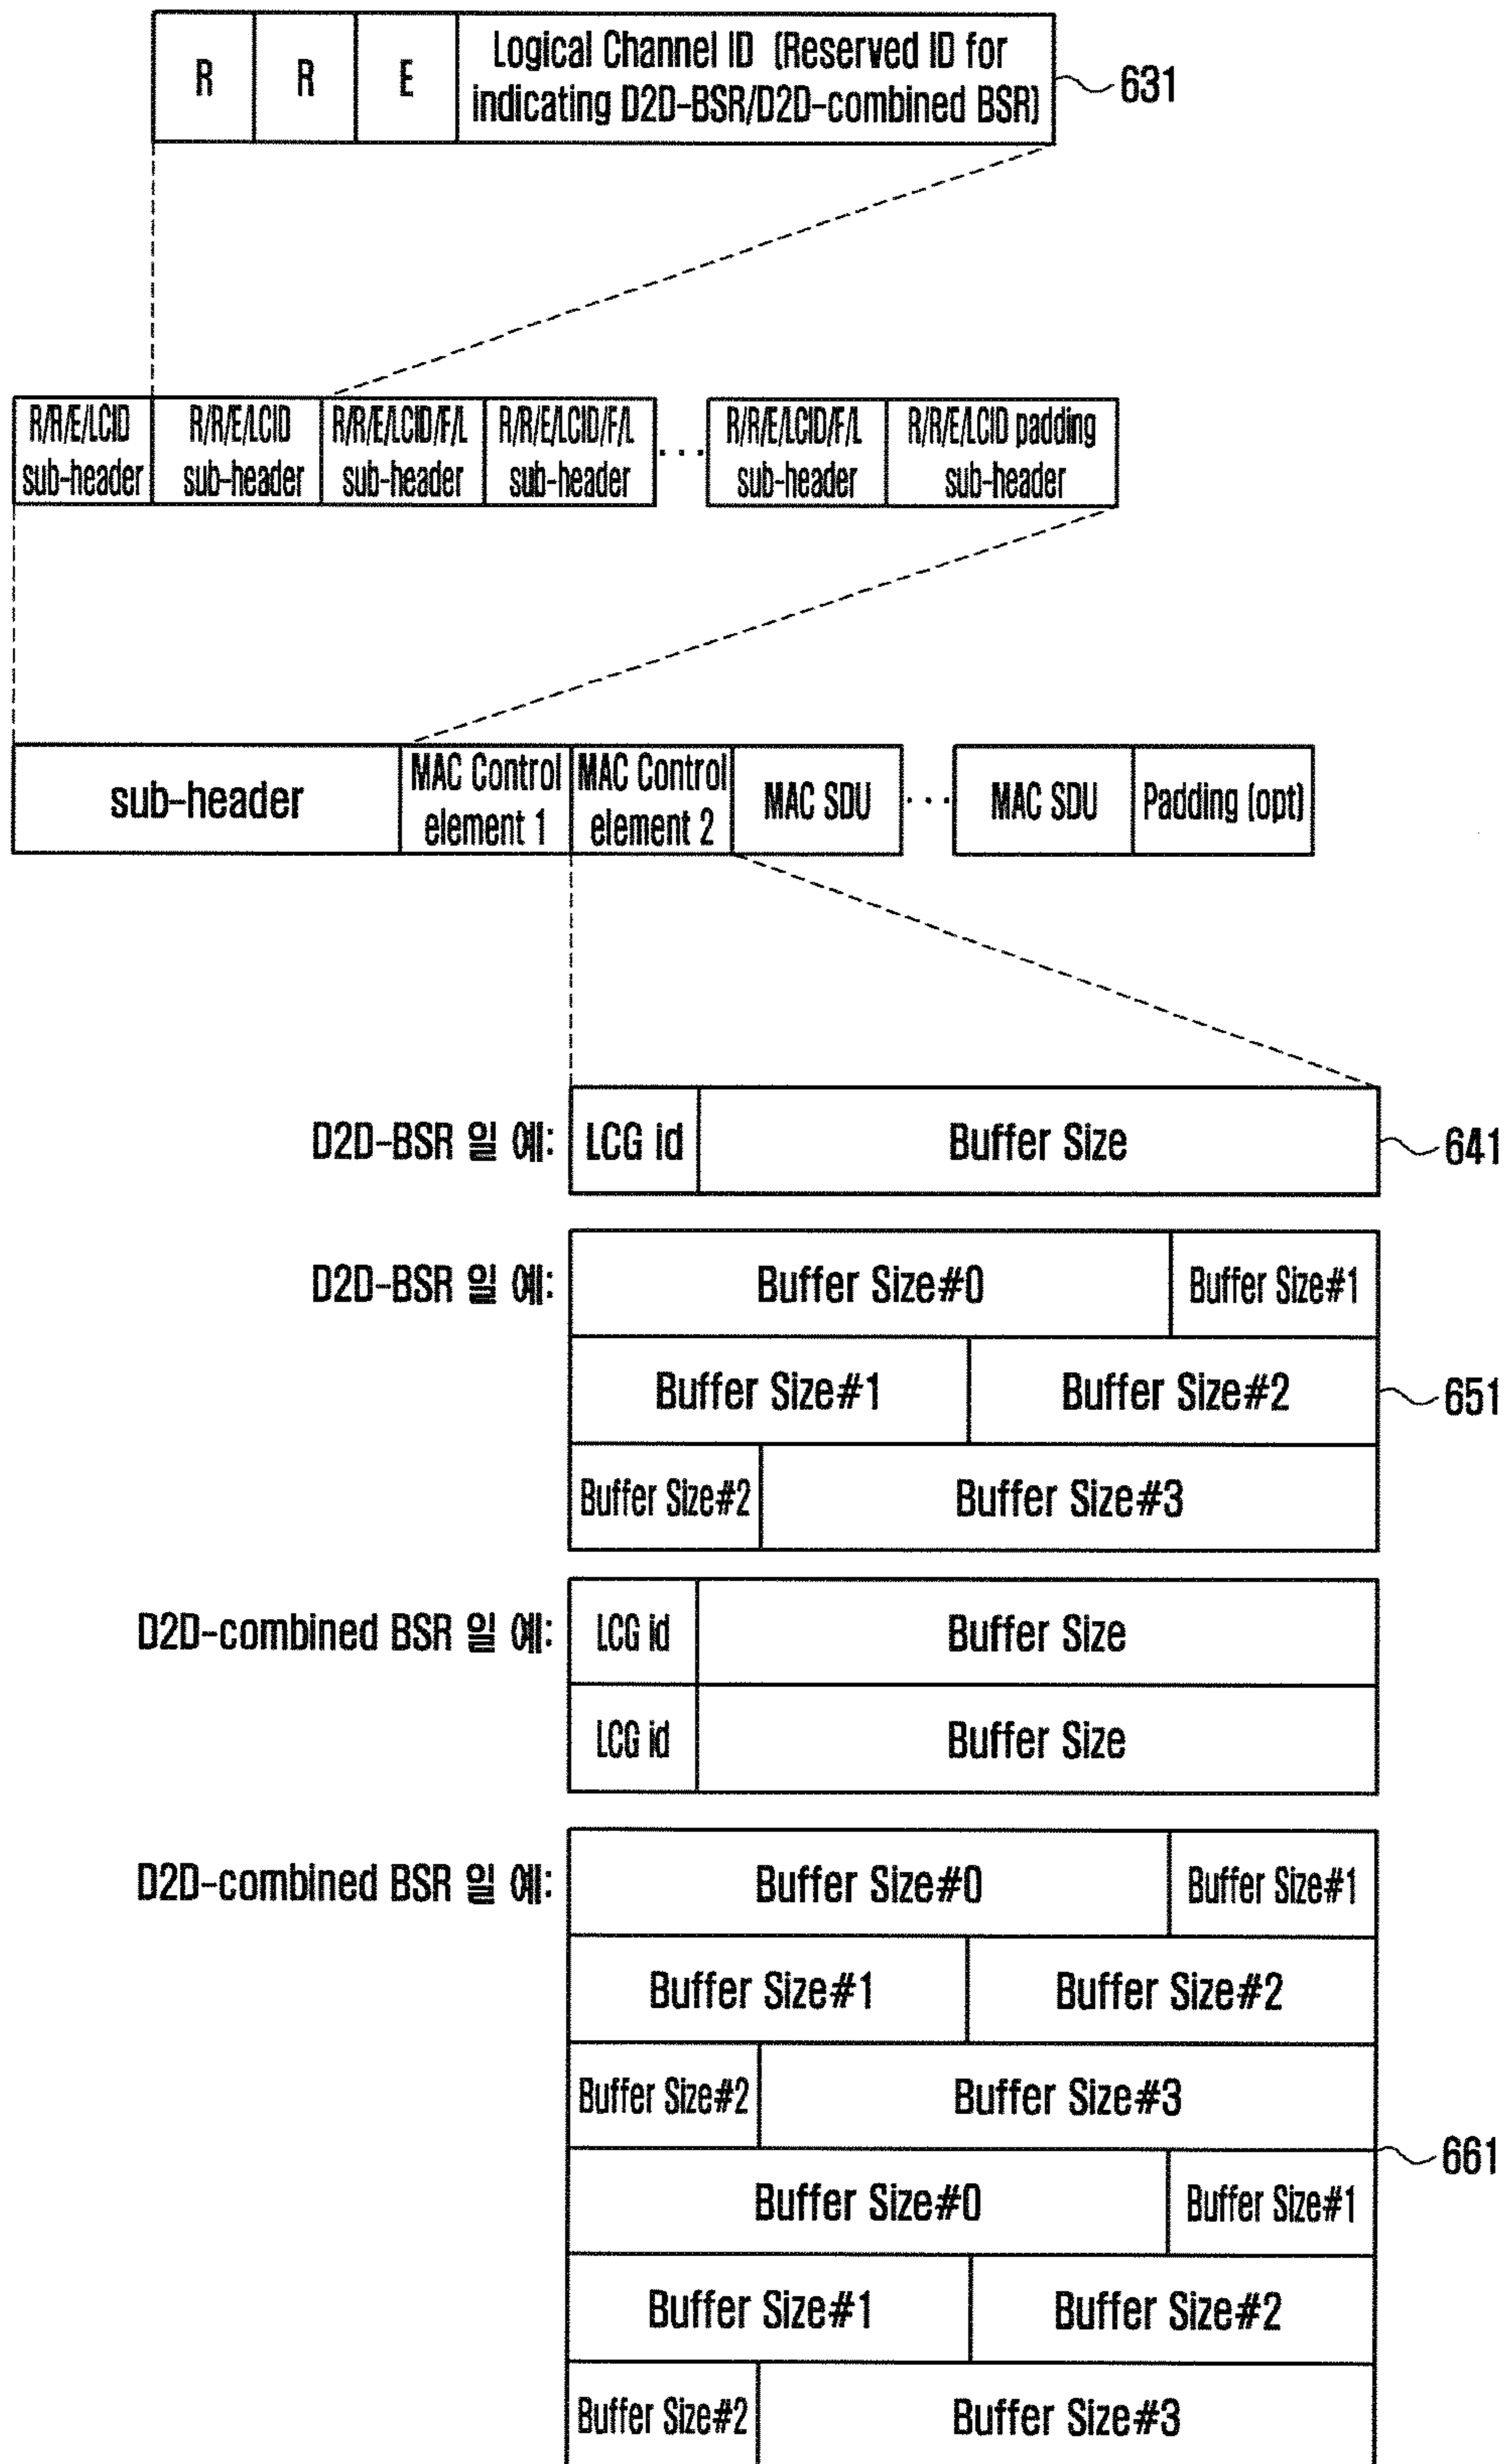 R R E Logical Channel ID (Reserved ID for
indicating D2D-BSR/D2D-combined BSR)
631
R/R/E/LCID
sub-header
R/R/E/LCID
sub-header
R/R/E/LCID/F/L
sub-header
R/R/E/LCID/F/L
sub-header
...
R/R/E/LCID/F/L
sub-header
R/R/E/LCID padding
sub-header
sub-header
MAC Control
element 1
MAC Control
element 2
MAC SDU
...
MAC SDU
Padding (opt)
D2D-BSR 일 예: LCG id Buffer Size 641
D2D-BSR 일 예: Buffer Size#0 Buffer Size#1
Buffer Size#1 Buffer Size#2 651
Buffer Size#2 Buffer Size#3
D2D-combined BSR 일 예: LCG id Buffer Size
LCG id Buffer Size
D2D-combined BSR 일 예: Buffer Size#0 Buffer Size#1
Buffer Size#1 Buffer Size#2
Buffer Size#2 Buffer Size#3
661
Buffer Size#0 Buffer Size#1
Buffer Size#1 Buffer Size#2
Buffer Size#2 Buffer Size#3